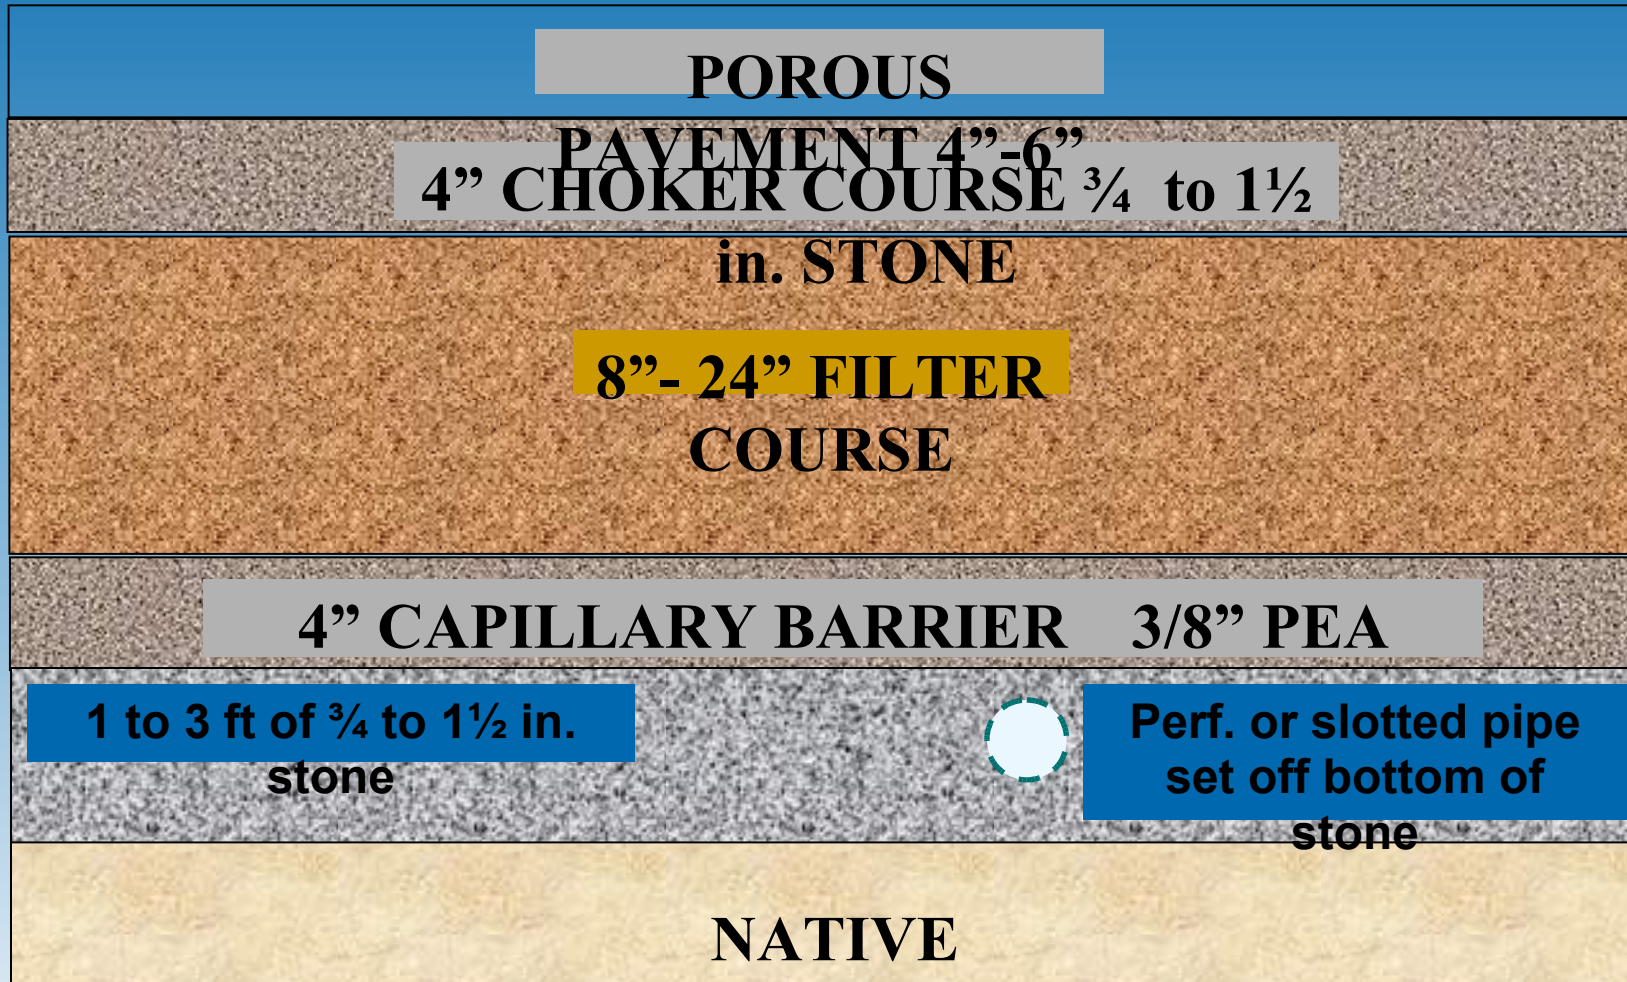 POROUS
PAVEMENT 4”-6”
4” CHOKER COURSE ¾ to 1½
in. STONE
8”- 24” FILTER
COURSE
4” CAPILLARY BARRIER 3/8” PEA
1 to 3 ft of ¾ to 1½ in.
stone
Perf. or slotted pipe
set off bottom of
stone
NATIVE